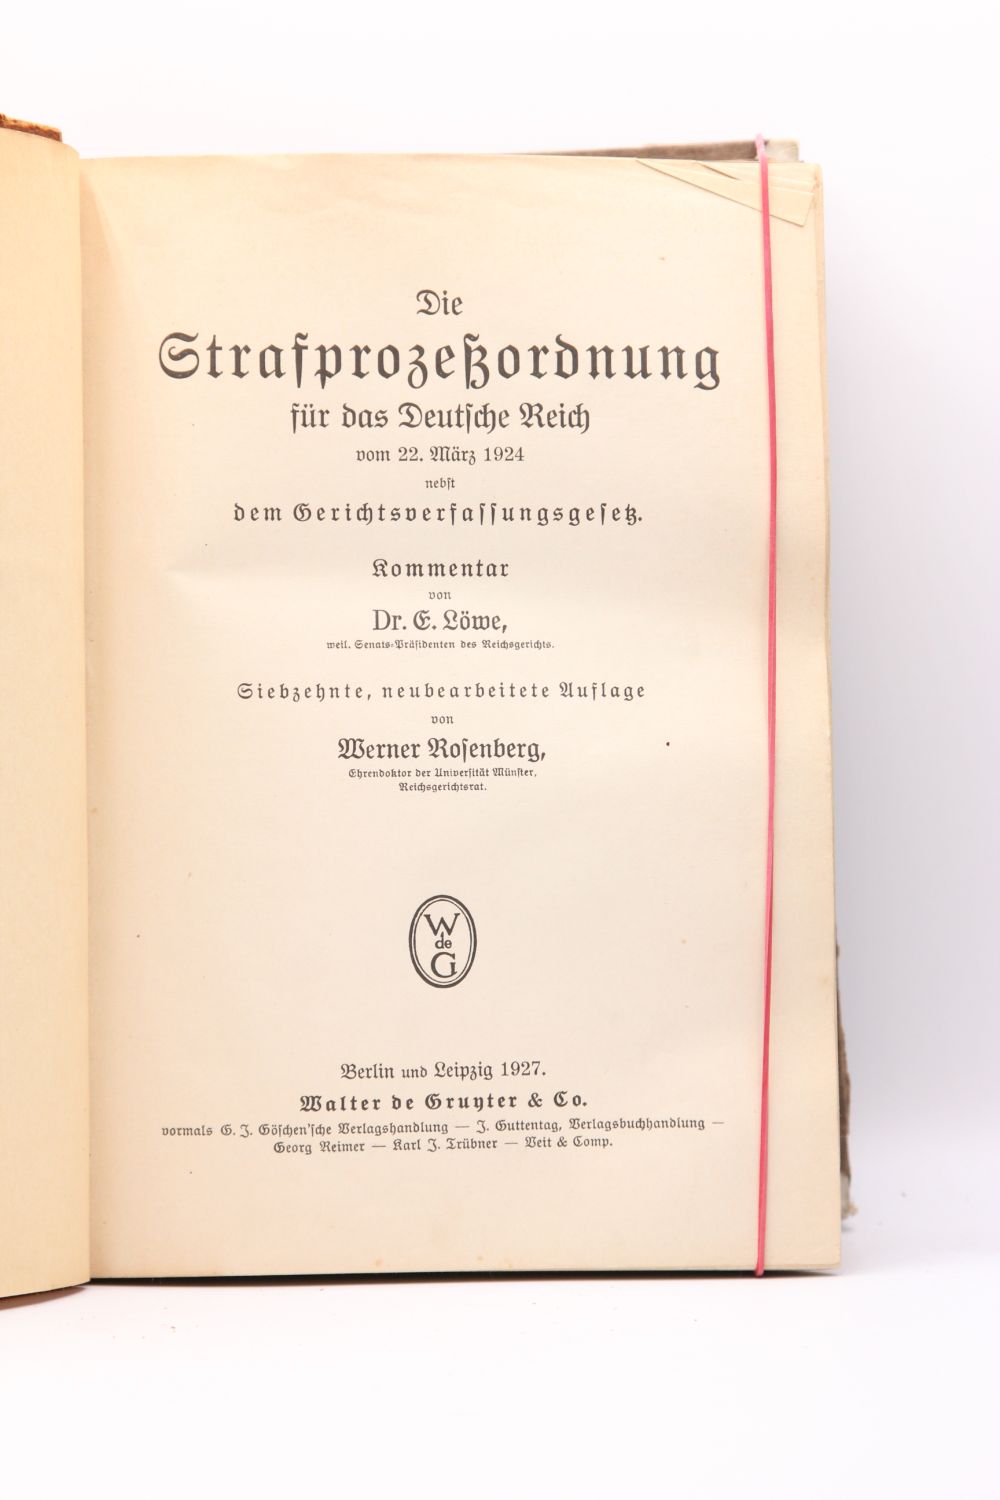 Die
Strafprozeßordnung
für das Deutsche Reich
vom 22. März 1924
nebst
dem Gerichtsverfassungsgesetz.
Kommentar
von
Dr. E. Löwe,
weil. Senats-Präsidenten des Reichsgerichts.
Siebzehnte, neubearbeitete Auflage
von
Werner Rosenberg,
Ehrendoktor der Universität Münster,
Reichsgerichtsrat.
W
de
G
Berlin und Leipzig 1927.
Walter de Gruyter & Co.
vormals G. J. Göschen'sche Verlagshandlung — J. Guttentag, Verlagsbuchhandlung —
Georg Reimer — Karl J. Trübner — Veit & Comp.